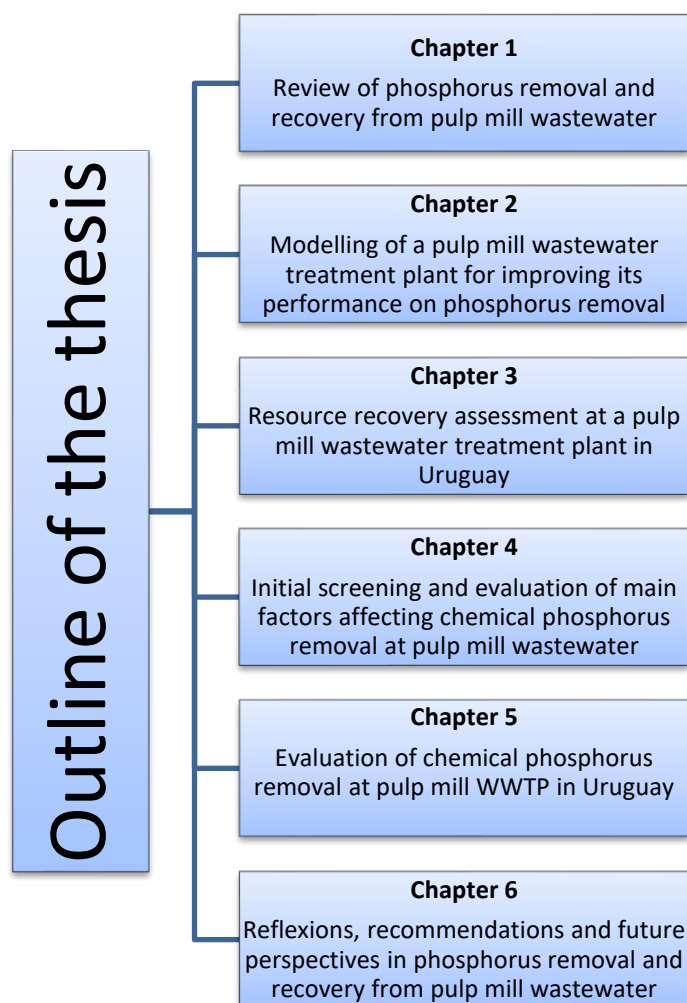 Outline of the thesis
Chapter 1
Review of phosphorus removal and
recovery from pulp mill wastewater
Chapter 2
Modelling of a pulp mill wastewater
treatment plant for improving its
performance on phosphorus removal
Chapter 3
Resource recovery assessment at a pulp
mill wastewater treatment plant in
Uruguay
Chapter 4
Initial screening and evaluation of main
factors affecting chemical phosphorus
removal at pulp mill wastewater
Chapter 5
Evaluation of chemical phosphorus
removal at pulp mill WWTP in Uruguay
Chapter 6
Reflexions, recommendations and future
perspectives in phosphorus removal and
recovery from pulp mill wastewater